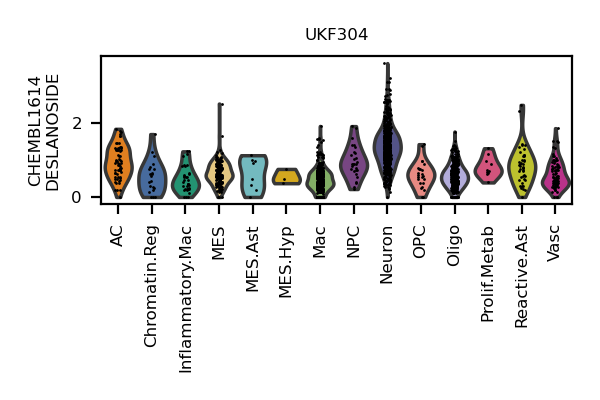 UKF304
CHEMBL1614
DESLANOSIDE
2
0
AC
Chromatin.Reg
Inflammatory.Mac
MES
MES.Ast
MES.Hyp
Mac
NPC
Neuron
OPC
Oligo
Prolif.Metab
Reactive.Ast
Vasc